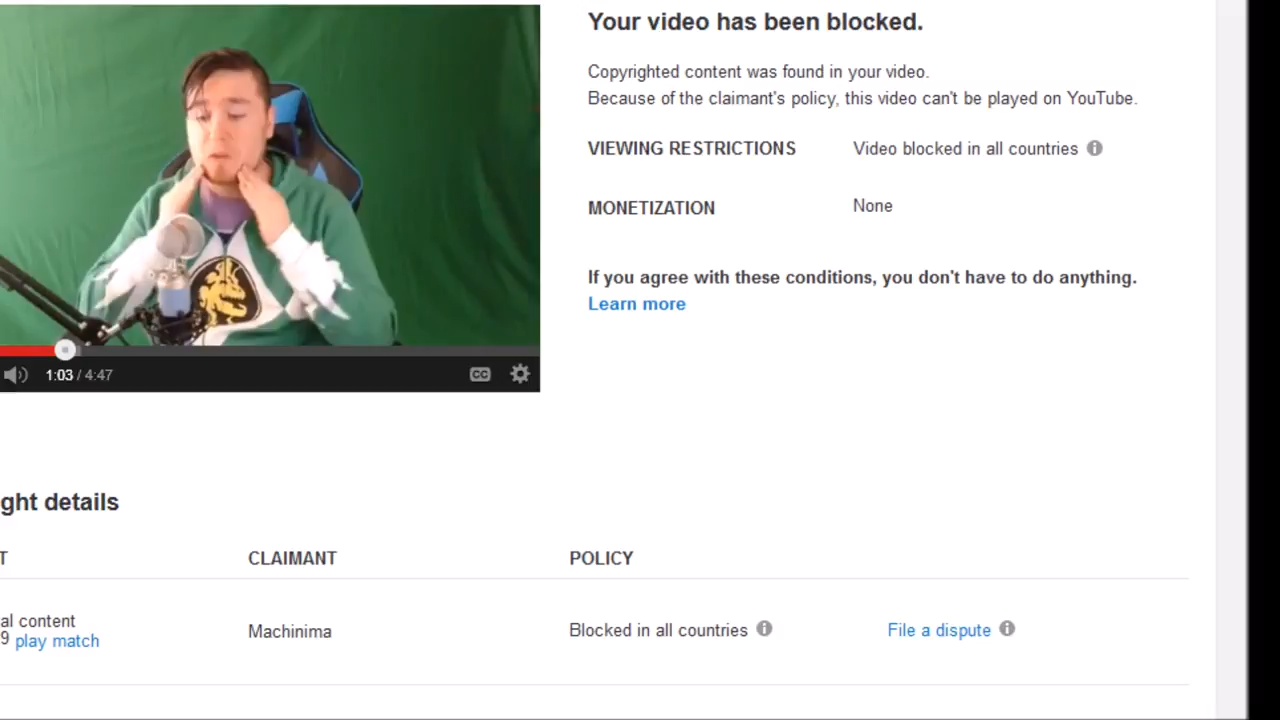 Your video has been blocked.
Copyrighted content was found in your video.
Because of the claimant's policy, this video can't be played on YouTube.
VIEWING RESTRICTIONS Video blocked in all countries
MONETIZATION None
If you agree with these conditions, you don't have to do anything.
Learn more
1:03 / 4:47 CC
ght details
T CLAIMANT POLICY
al content
9 play match Machinima Blocked in all countries File a dispute